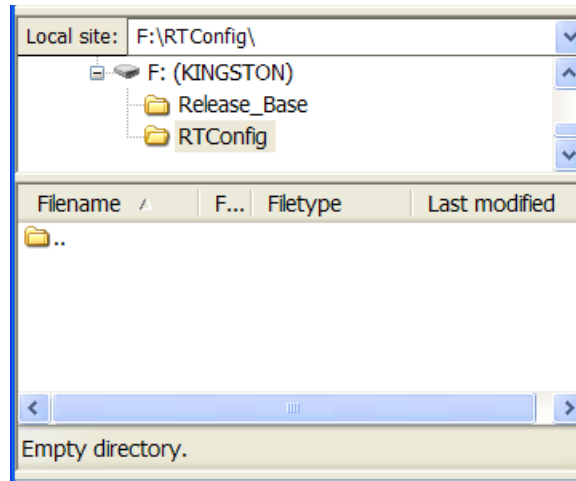 Local site: F:\RTConfig\
F: (KINGSTON)
Release_Base
RTConfig
Filename F... Filetype Last modified
..
Empty directory.